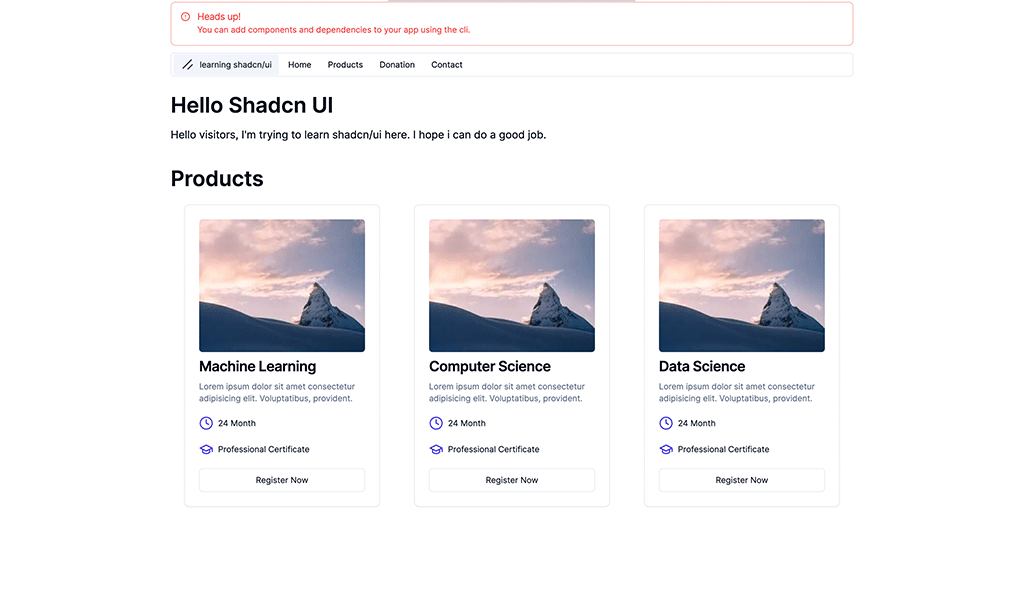 Heads up!
You can add components and dependencies to your app using the cli.
learning shadcn/ui Home Products Donation Contact
Hello Shadcn UI
Hello visitors, I'm trying to learn shadcn/ui here. I hope i can do a good job.
Products
Machine Learning
Lorem ipsum dolor sit amet consectetur
adipisicing elit. Voluptatibus, provident.
24 Month
Professional Certificate
Register Now
Computer Science
Lorem ipsum dolor sit amet consectetur
adipisicing elit. Voluptatibus, provident.
24 Month
Professional Certificate
Register Now
Data Science
Lorem ipsum dolor sit amet consectetur
adipisicing elit. Voluptatibus, provident.
24 Month
Professional Certificate
Register Now